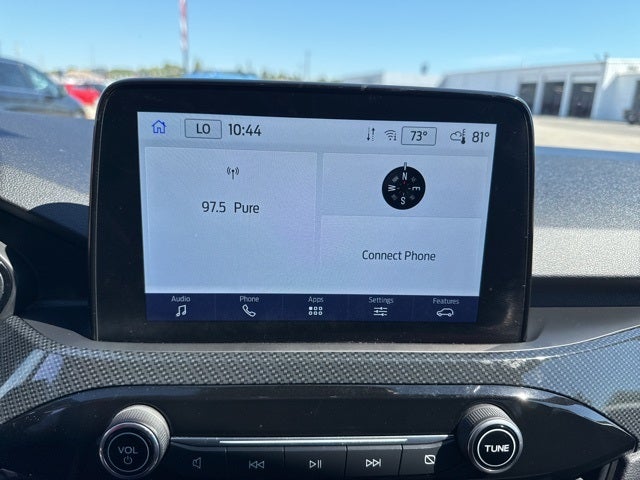 LO 10:44 73° 81°
97.5 Pure
N
W E
S
Connect Phone
Audio Phone Apps Settings Features
VOL
TUNE